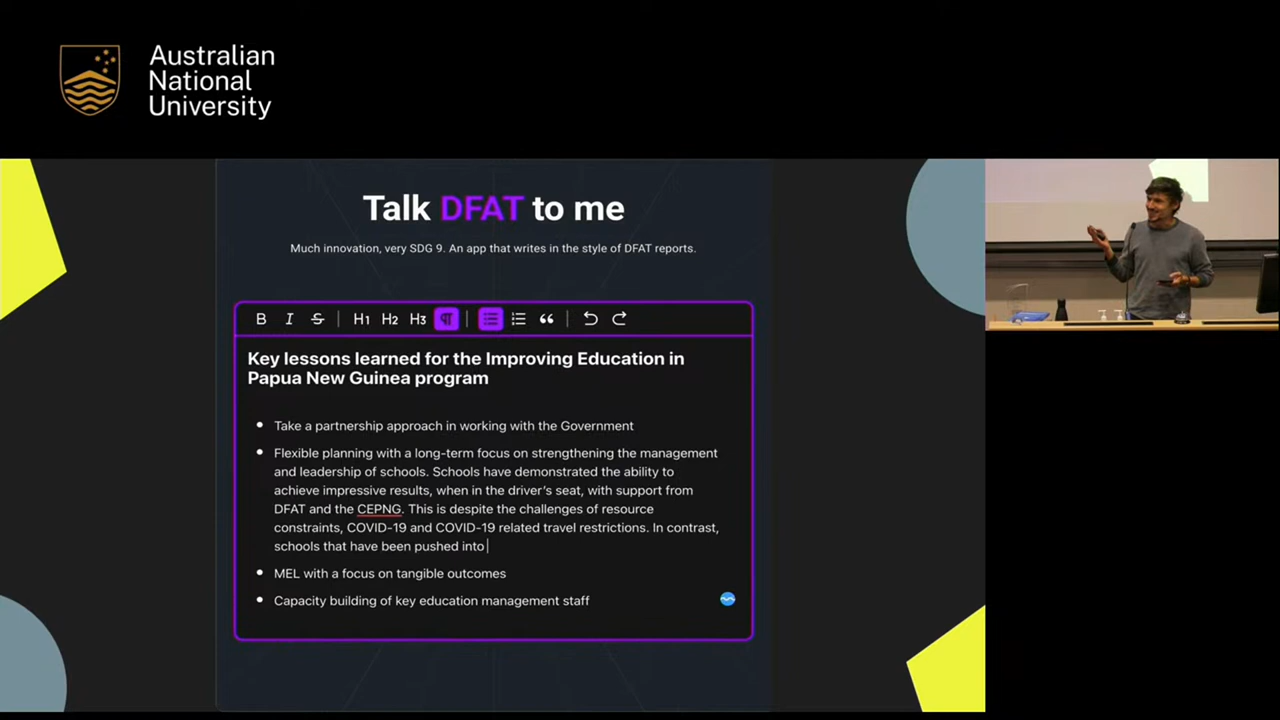 Australian
National
University
Talk DFAT to me
Much innovation, very SDG 9. An app that writes in the style of DFAT reports.
B I S H1 H2 H3 ¶
Key lessons learned for the Improving Education in
Papua New Guinea program
Take a partnership approach in working with the Government
Flexible planning with a long-term focus on strengthening the management
and leadership of schools. Schools have demonstrated the ability to
achieve impressive results, when in the driver’s seat, with support from
DFAT and the CEPNG. This is despite the challenges of resource
constraints, COVID-19 and COVID-19 related travel restrictions. In contrast,
schools that have been pushed into
MEL with a focus on tangible outcomes
Capacity building of key education management staff